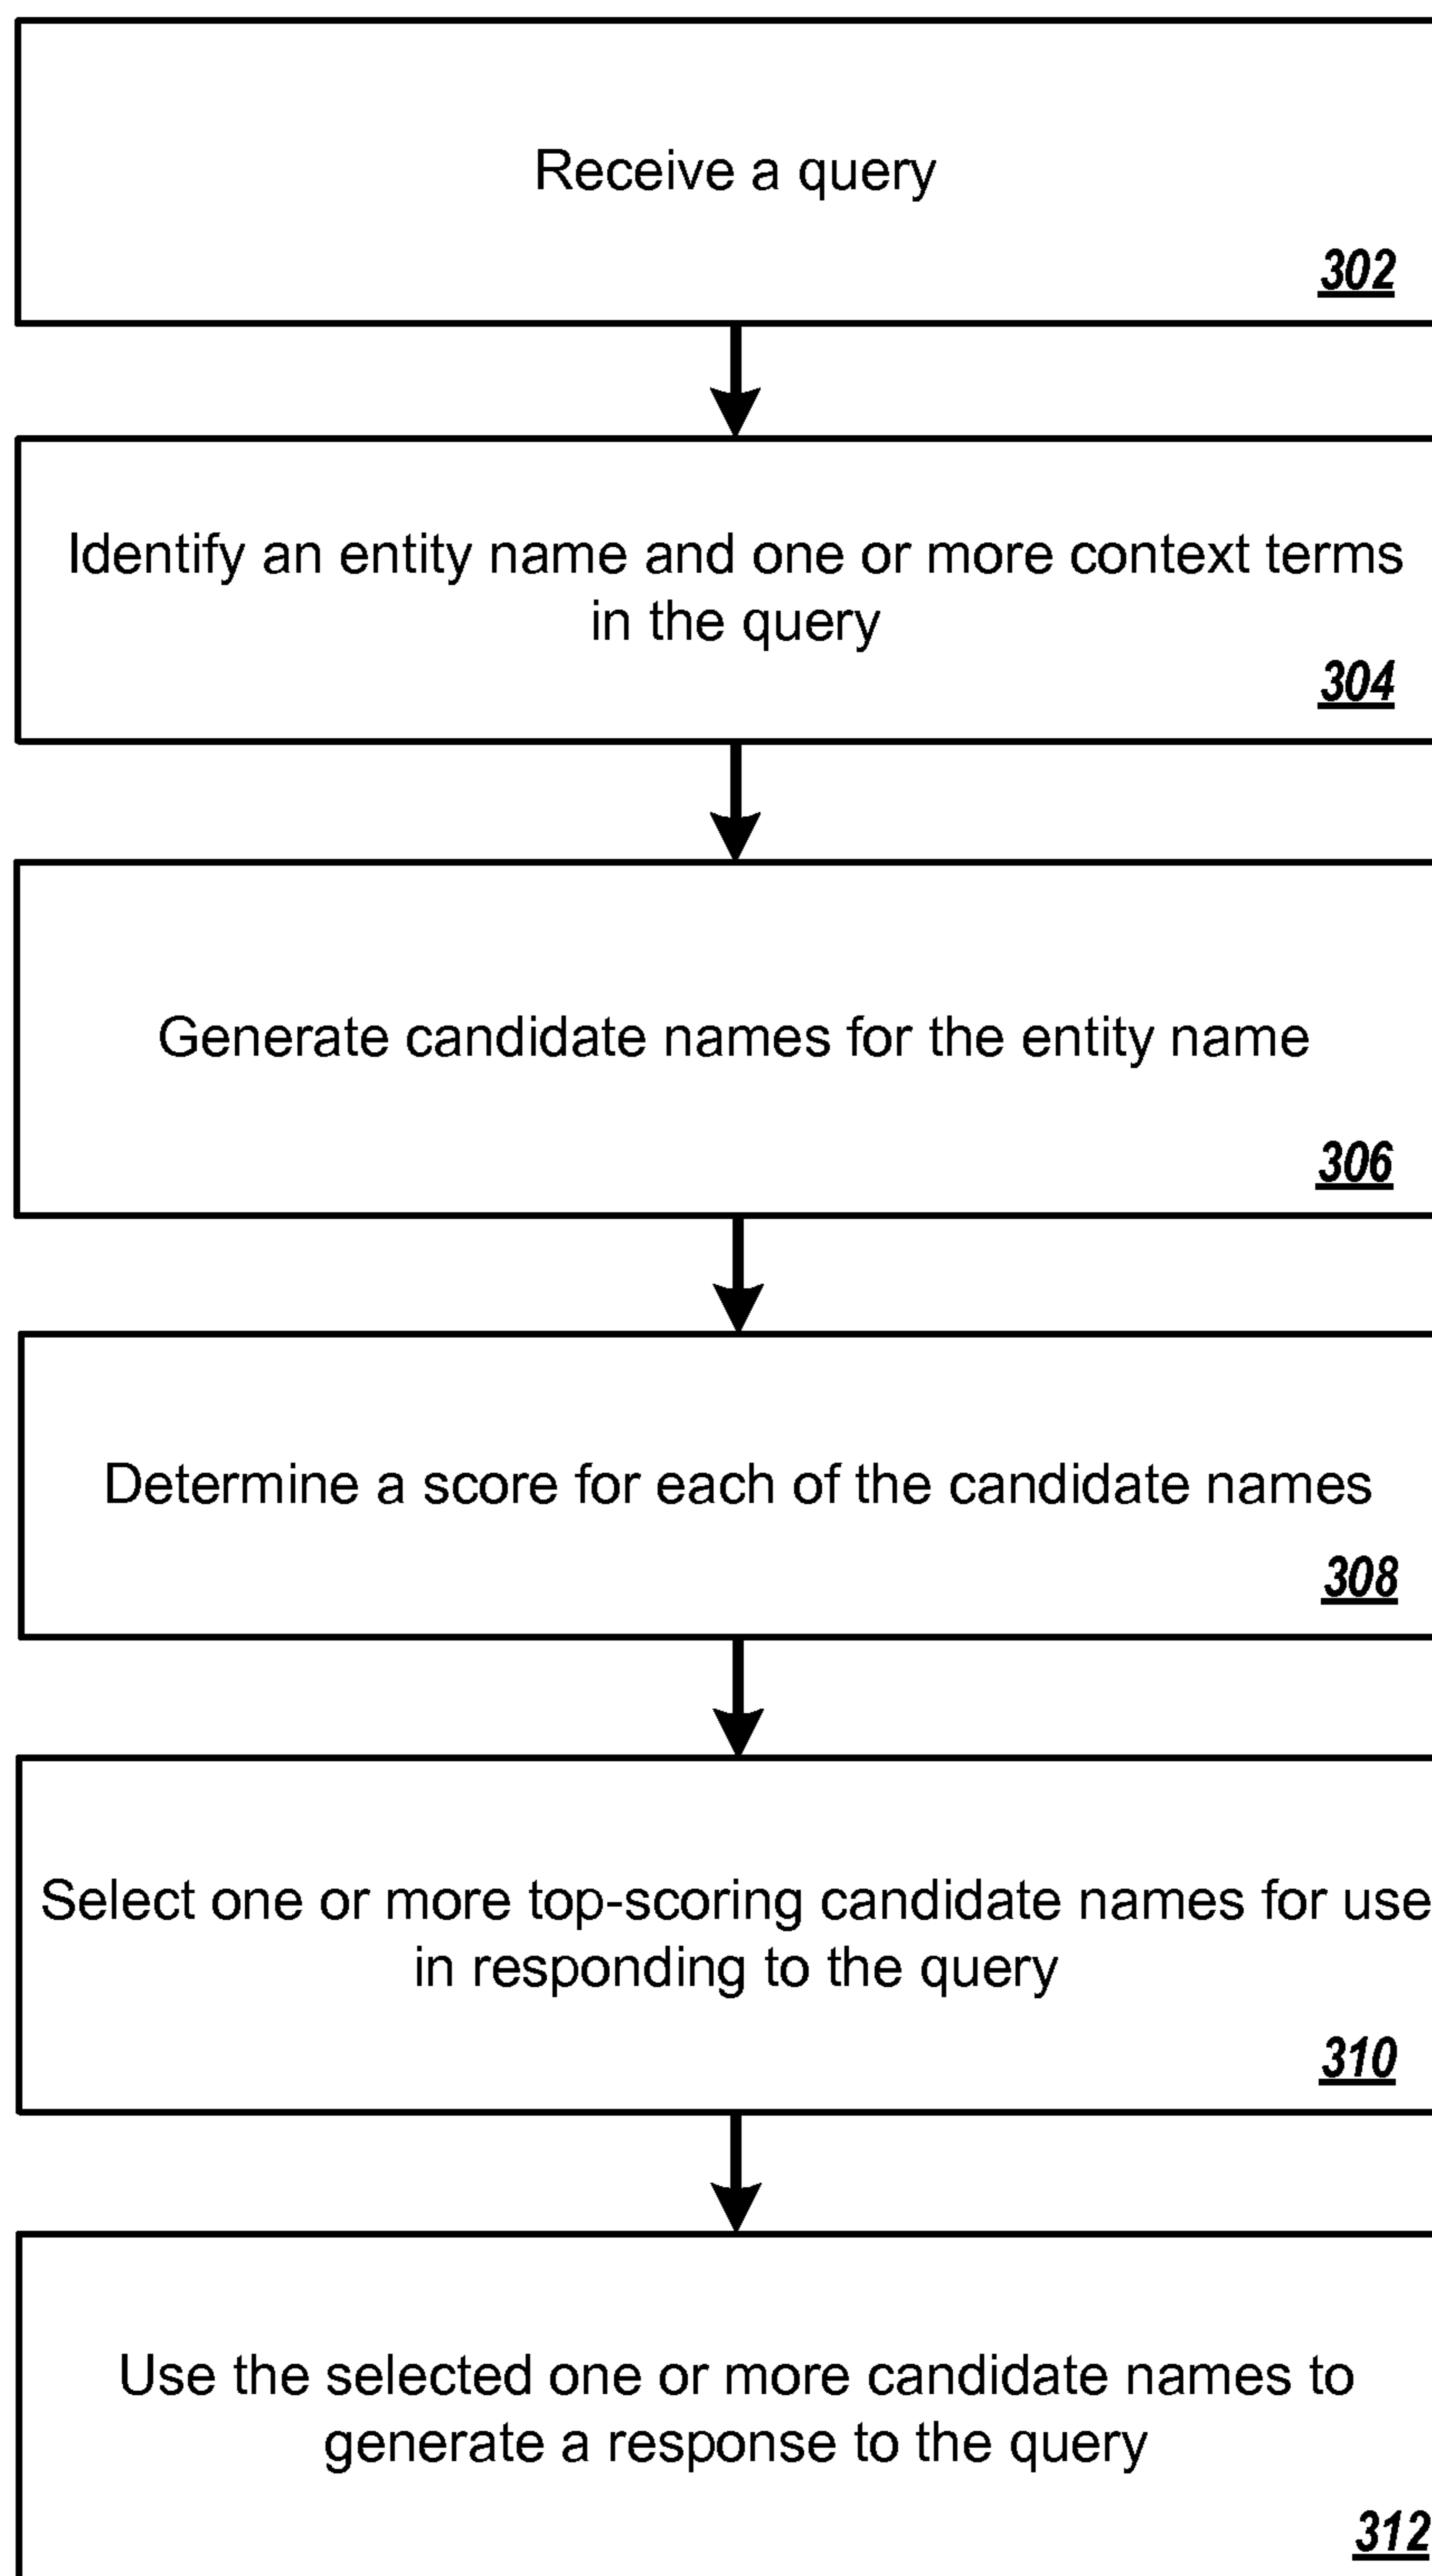 Receive a query
302
Identify an entity name and one or more context terms
in the query
304
Generate candidate names for the entity name
306
Determine a score for each of the candidate names
308
Select one or more top-scoring candidate names for use
in responding to the query
310
Use the selected one or more candidate names to
generate a response to the query
312